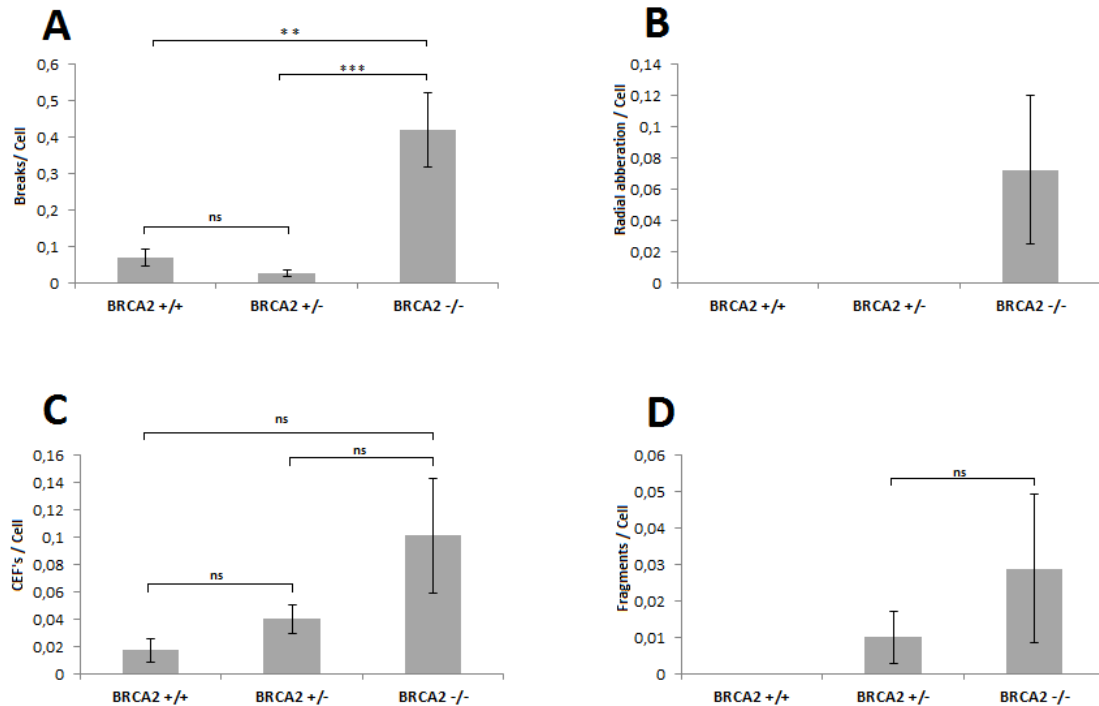 A
Breaks/ Cell
* *
***
ns
0,6
0,5
0,4
0,3
0,2
0,1
0
BRCA2 +/+
BRCA2 +/-
BRCA2 -/-
B
Radial abberation / Cell
0,14
0,12
0,1
0,08
0,06
0,04
0,02
0
BRCA2 +/+
BRCA2 +/-
BRCA2 -/-
C
CEF's / Cell
ns
ns
ns
0,16
0,14
0,12
0,1
0,08
0,06
0,04
0,02
0
BRCA2 +/+
BRCA2 +/-
BRCA2 -/-
D
Fragments / Cell
ns
0,06
0,05
0,04
0,03
0,02
0,01
0
BRCA2 +/+
BRCA2 +/-
BRCA2 -/-